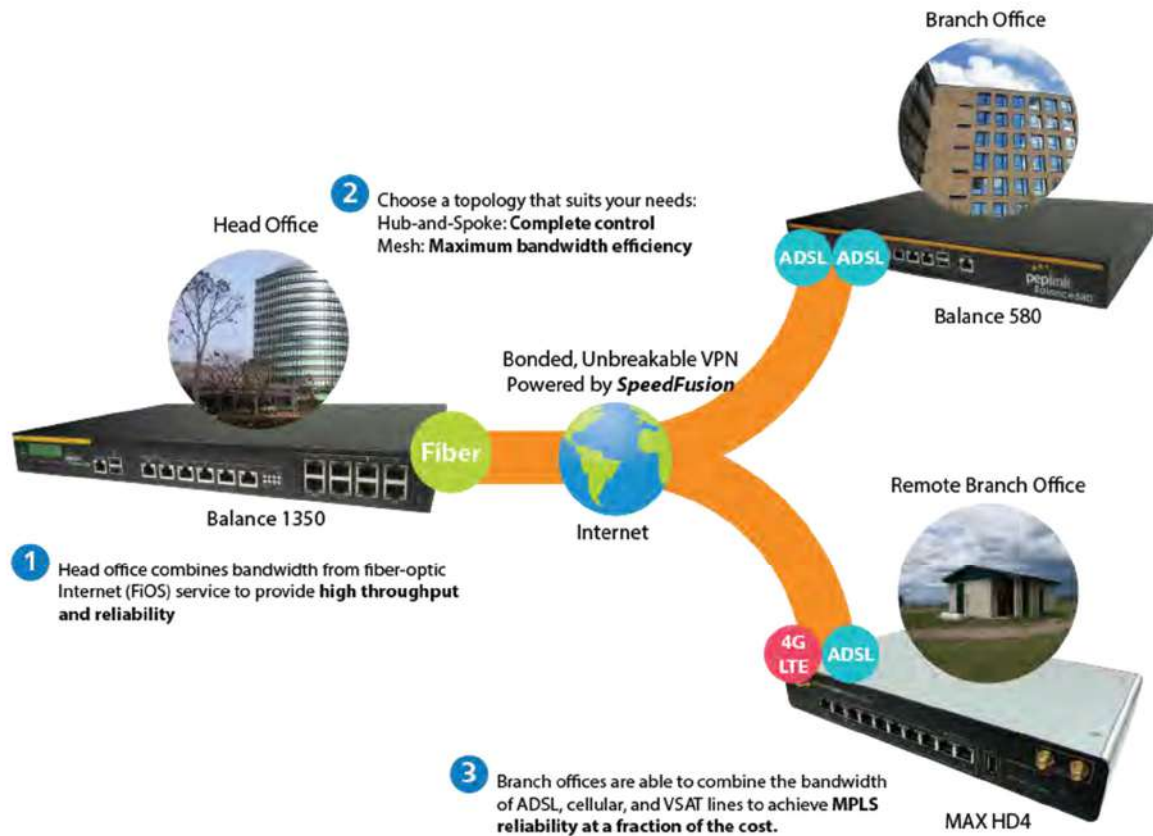 Branch Office
2
Choose a topology that suits your needs:
Hub-and-Spoke: Complete control
Mesh: Maximum bandwidth efficiency
Head Office
ADSL
ADSL
peplink
Balance 580
Bonded, Unbreakable VPN
Powered by SpeedFusion
Fiber
Balance 1350
Internet
Remote Branch Office
1
Head office combines bandwidth from fiber-optic
Internet (FiOS) service to provide high throughput
and reliability
4G
LTE
ADSL
3
Branch offices are able to combine the bandwidth
of ADSL, cellular, and VSAT lines to achieve MPLS
reliability at a fraction of the cost.
MAX HD4